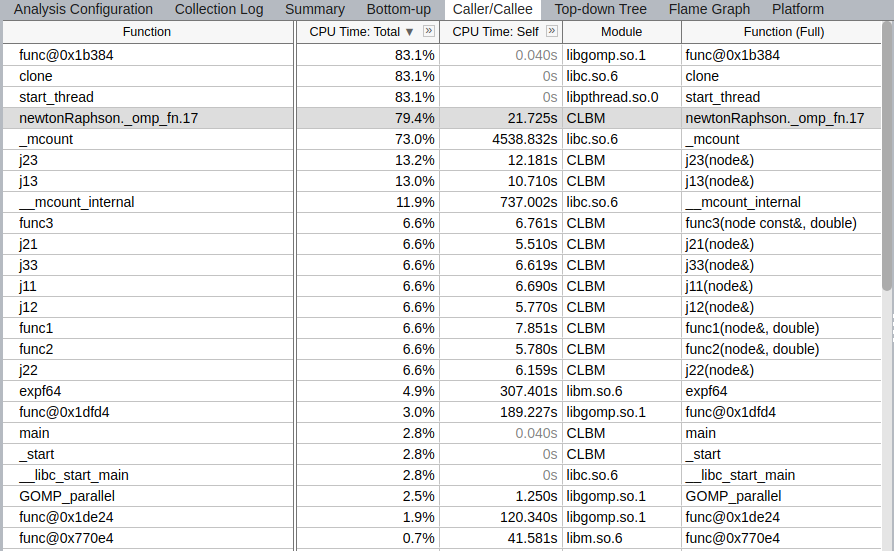 Analysis Configuration Collection Log Summary Bottom-up Caller/Callee Top-down Tree Flame Graph Platform
Function CPU Time: Total ▼ » CPU Time: Self » Module Function (Full)
func@0x1b384 83.1% 0.040s libgomp.so.1 func@0x1b384
clone 83.1% 0s libc.so.6 clone
start_thread 83.1% 0s libpthread.so.0 start_thread
newtonRaphson._omp_fn.17 79.4% 21.725s CLBM newtonRaphson._omp_fn.17
_mcount 73.0% 4538.832s libc.so.6 _mcount
j23 13.2% 12.181s CLBM j23(node&)
j13 13.0% 10.710s CLBM j13(node&)
__mcount_internal 11.9% 737.002s libc.so.6 __mcount_internal
func3 6.6% 6.761s CLBM func3(node const&, double)
j21 6.6% 5.510s CLBM j21(node&)
j33 6.6% 6.619s CLBM j33(node&)
j11 6.6% 6.690s CLBM j11(node&)
j12 6.6% 5.770s CLBM j12(node&)
func1 6.6% 7.851s CLBM func1(node&, double)
func2 6.6% 5.780s CLBM func2(node&, double)
j22 6.6% 6.159s CLBM j22(node&)
expf64 4.9% 307.401s libm.so.6 expf64
func@0x1dfd4 3.0% 189.227s libgomp.so.1 func@0x1dfd4
main 2.8% 0.040s CLBM main
_start 2.8% 0s CLBM _start
__libc_start_main 2.8% 0s libc.so.6 __libc_start_main
GOMP_parallel 2.5% 1.250s libgomp.so.1 GOMP_parallel
func@0x1de24 1.9% 120.340s libgomp.so.1 func@0x1de24
func@0x770e4 0.7% 41.581s libm.so.6 func@0x770e4